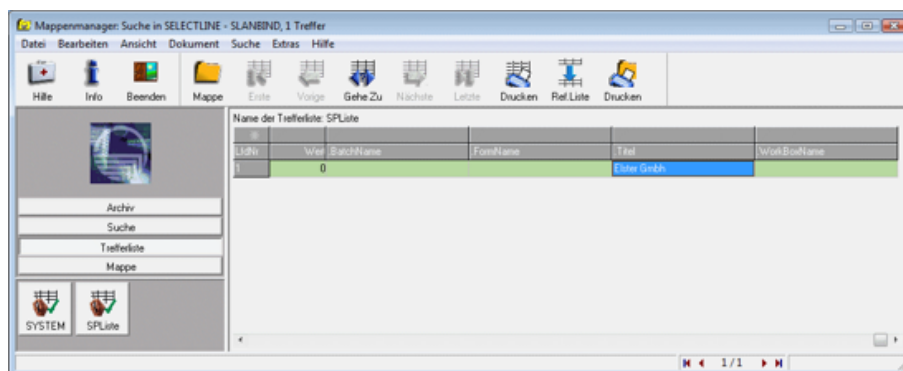 Mappenmanager: Suche in SELECTLINE - SLANBIND, 1 Treffer
Datei Bearbeiten Ansicht Dokument Suche Extras Hilfe
Hilfe Info Beenden Mappe Erste Vorige Gehe Zu Nächste Letzte Drucken Ref.Liste Drucken
Name der Trefferliste: SPListe
LfdNr Wert BatchName FormName Titel WorkBoxName
1 0 Elster Gmbh
Archiv
Suche
Trefferliste
Mappe
SYSTEM SPListe
1/1